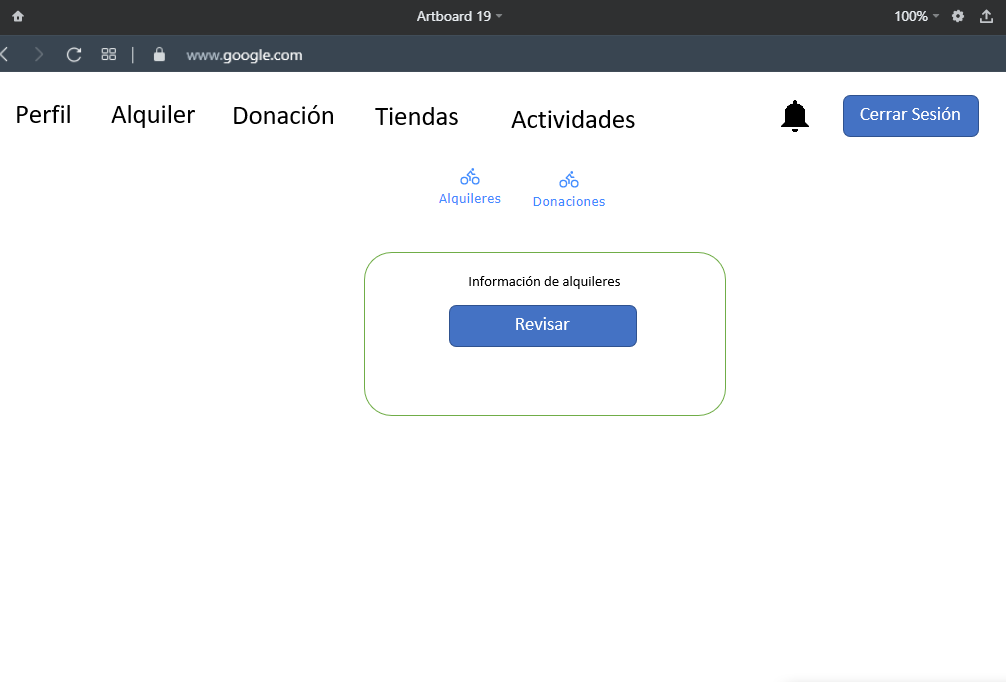 Artboard 19
100%
www.google.com
Perfil Alquiler Donación Tiendas Actividades Cerrar Sesión
Alquileres Donaciones
Información de alquileres
Revisar